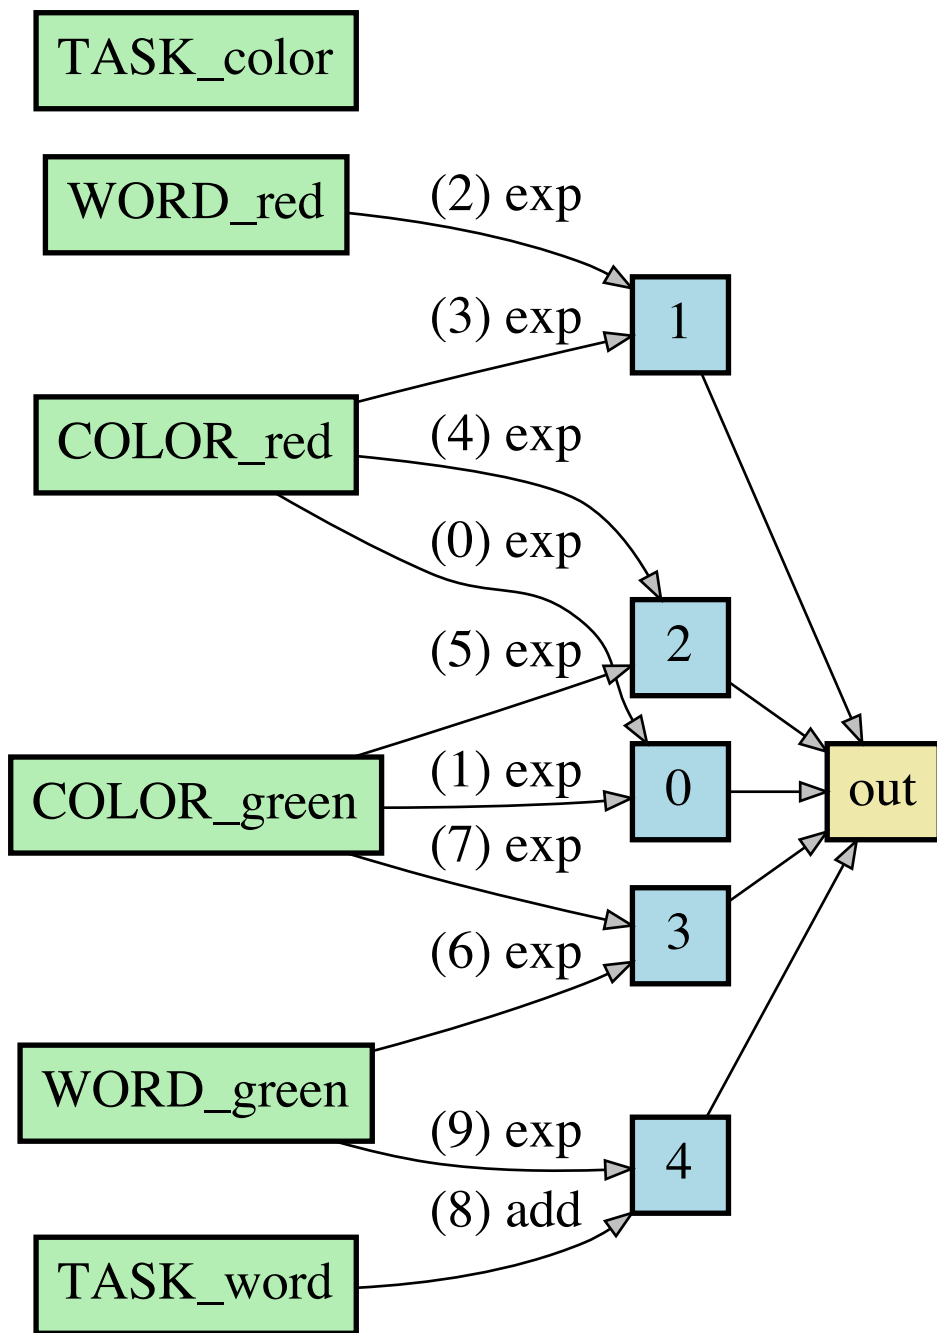 TASK_color
WORD_red
(2) exp
1
(3) exp
COLOR_red
(4) exp
(0) exp
2
(5) exp
COLOR_green
(1) exp
0
out
(7) exp
3
(6) exp
WORD_green
(9) exp
4
(8) add
TASK_word